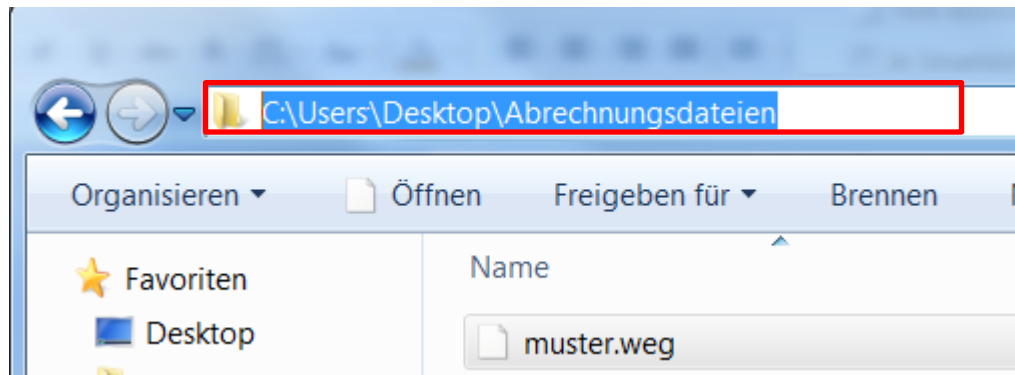 C:\Users\Desktop\Abrechnungsdateien
Organisieren Öffnen Freigeben für Brennen
Favoriten
Name
Desktop
muster.weg